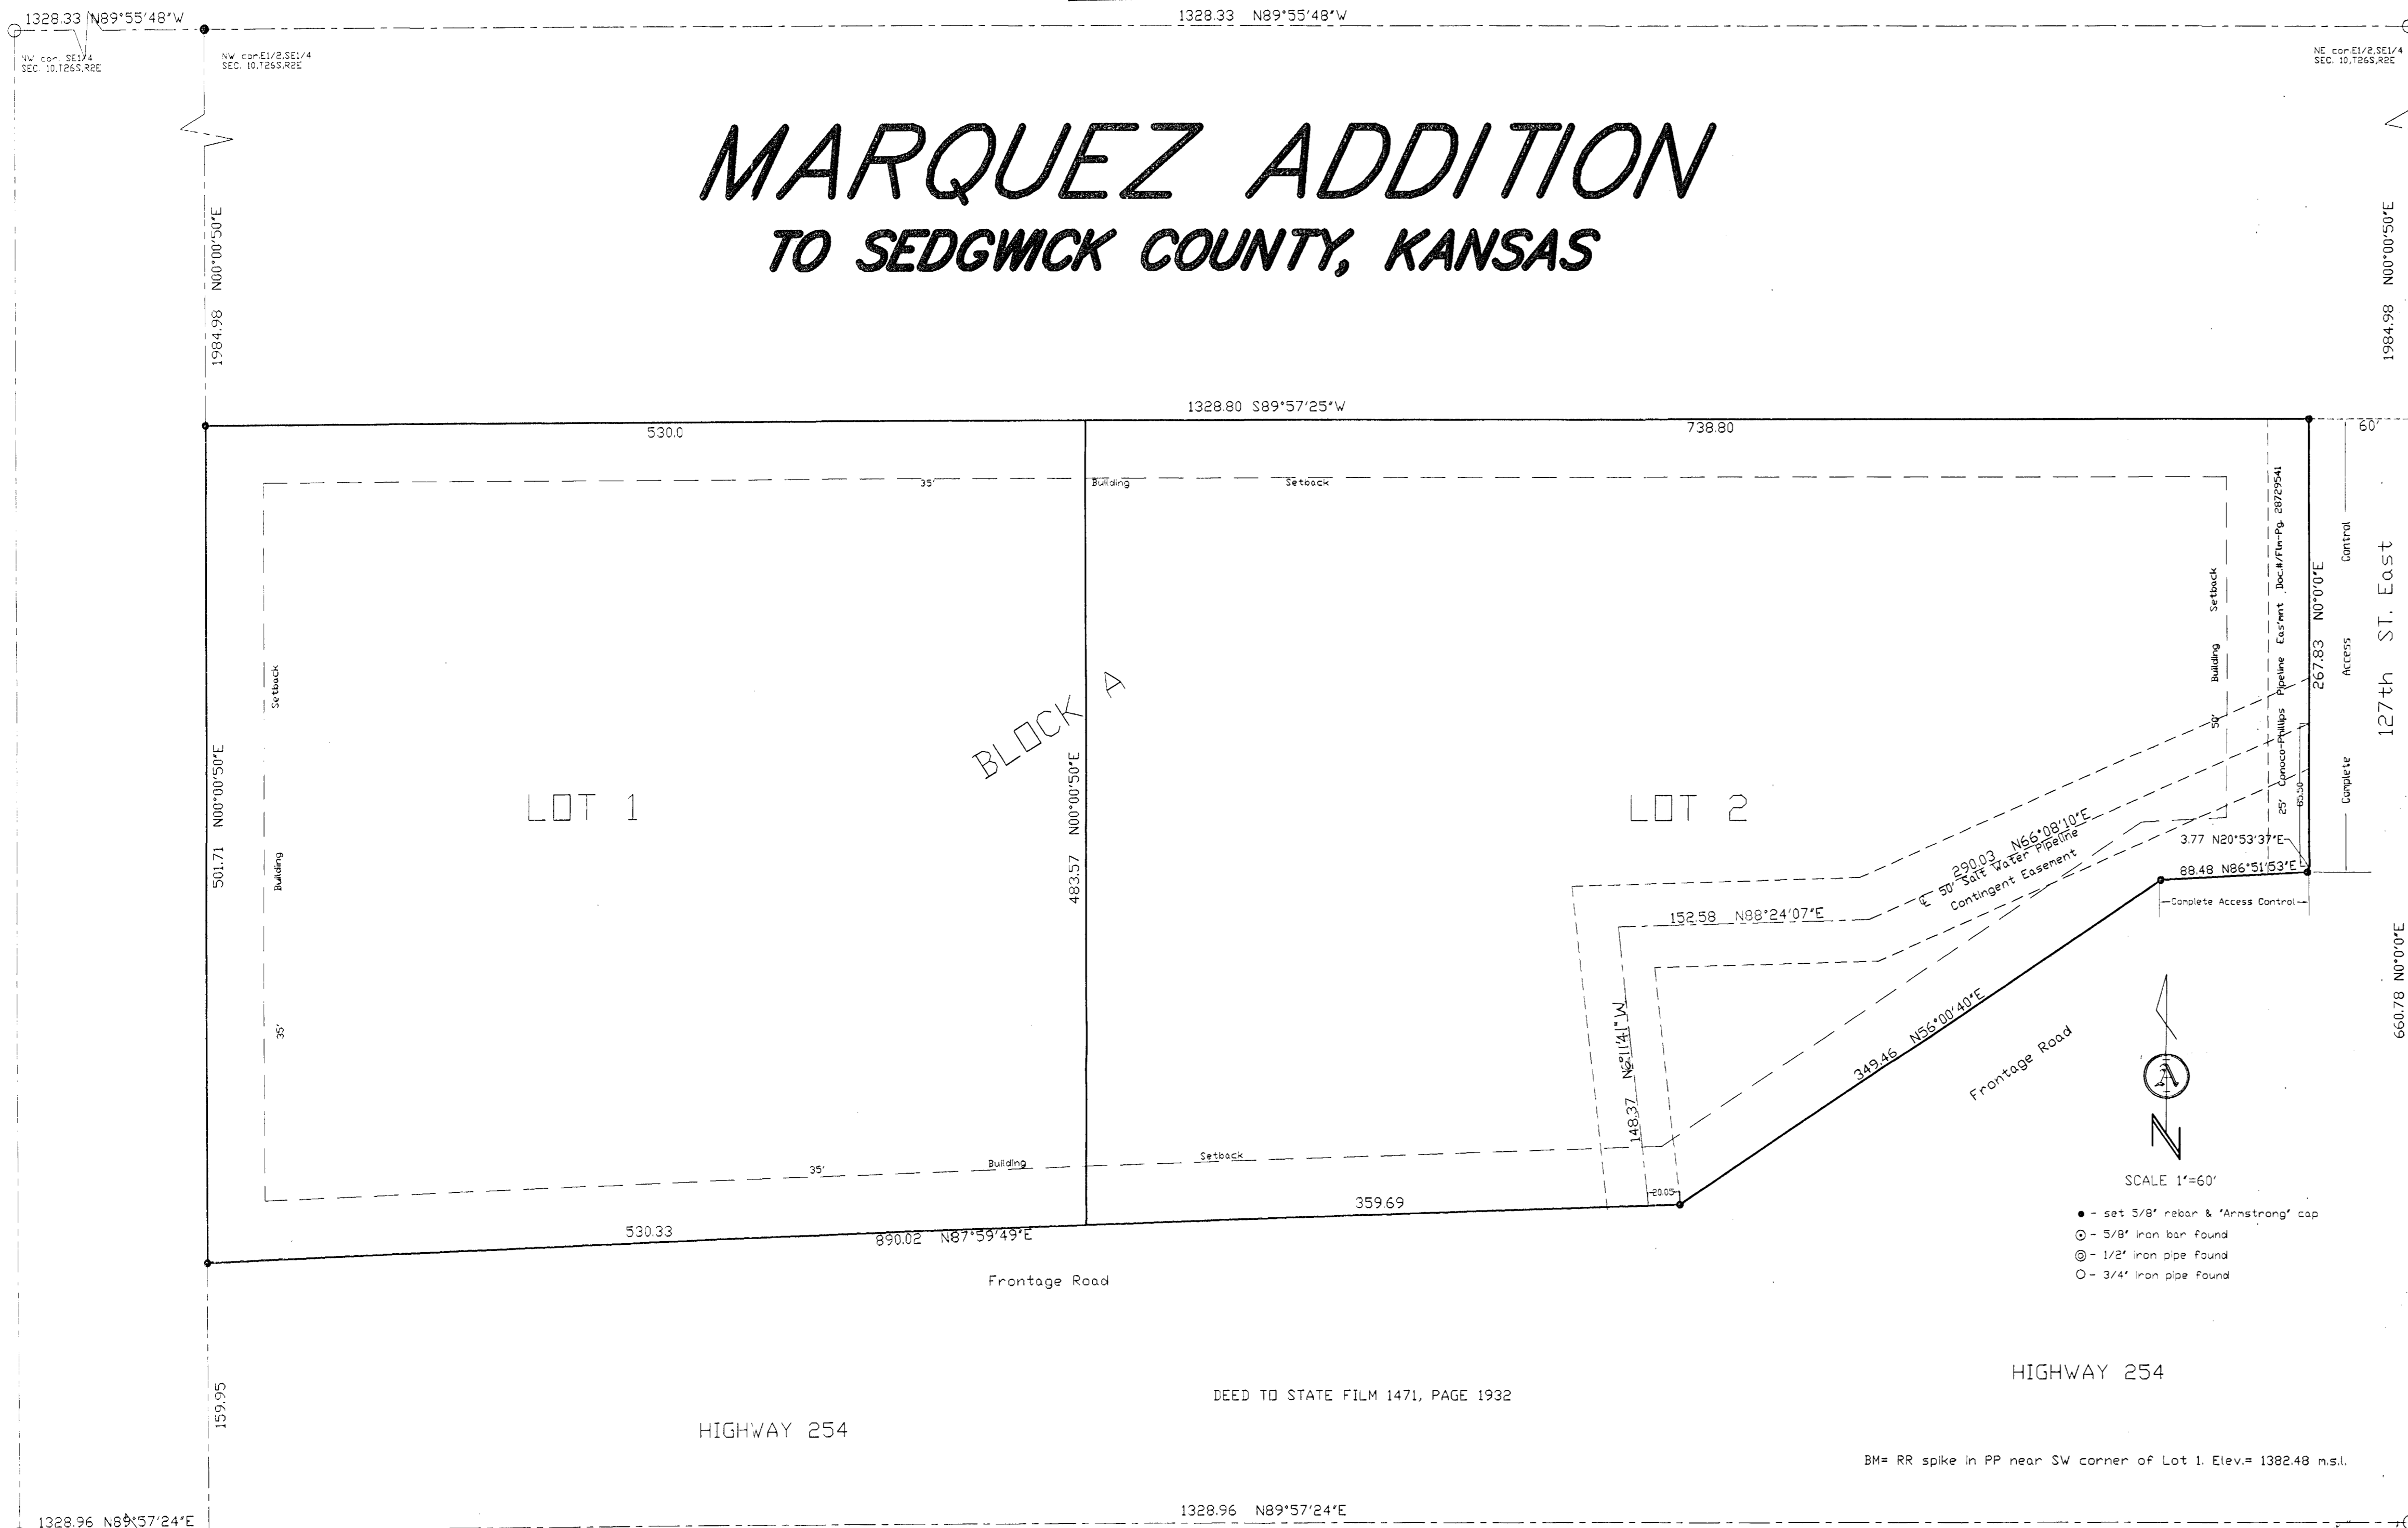 1328.33 N89°55'48"W
1328.33 N89°55'48"W
NW cor. SE1/4
SEC. 10,T26S,R2E
NW cor.E1/2,SE1/4
SEC. 10,T26S,R2E
NE cor.E1/2,SE1/4
SEC. 10,T26S,R2E
MARQUEZ ADDITION
TO SEDGWICK COUNTY, KANSAS
1984.98 N00°00'50"E
1984.98 N00°00'50"E
1328.80 S89°57'25"W
530.0
738.80
60'
35' Building Setback
Setback
Building
35'
501.71 N00°00'50"E
LOT 1
BLOCK A
483.57 N00°00'50"E
LOT 2
Setback
Building
50'
25' Conoco-Phillips Pipeline Eas'mnt .Doc.#/Flm-Pg. 28729541
267.83 N0°0'0"E
Complete Access Control
127th ST. East
65.50
3.77 N20°53'37"E
88.48 N86°51'53"E
Complete Access Control
290.03 N66°08'10"E
℄ 50' Salt Water Pipeline
Contingent Easement
152.58 N88°24'07"E
148.37 N6°11'41"W
349.46 N56°00'40"E
Frontage Road
660.78 N0°0'0"E
A
N
SCALE 1"=60'
● - set 5/8" rebar & "Armstrong" cap
⊙ - 5/8" iron bar found
◎ - 1/2" iron pipe found
○ - 3/4" iron pipe found
35' Building Setback
20.05
359.69
530.33
890.02 N87°59'49"E
Frontage Road
159.95
HIGHWAY 254
DEED TO STATE FILM 1471, PAGE 1932
HIGHWAY 254
BM= RR spike in PP near SW corner of Lot 1. Elev.= 1382.48 m.s.l.
1328.96 N89°57'24"E
1328.96 N89°57'24"E